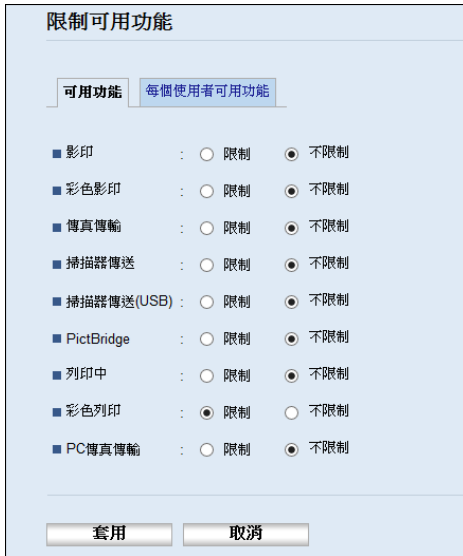 限制可用功能
可用功能 每個使用者可用功能
影印 : 限制 不限制
彩色影印 : 限制 不限制
傳真傳輸 : 限制 不限制
掃描器傳送 : 限制 不限制
掃描器傳送(USB) : 限制 不限制
PictBridge : 限制 不限制
列印中 : 限制 不限制
彩色列印 : 限制 不限制
PC傳真傳輸 : 限制 不限制
套用 取消